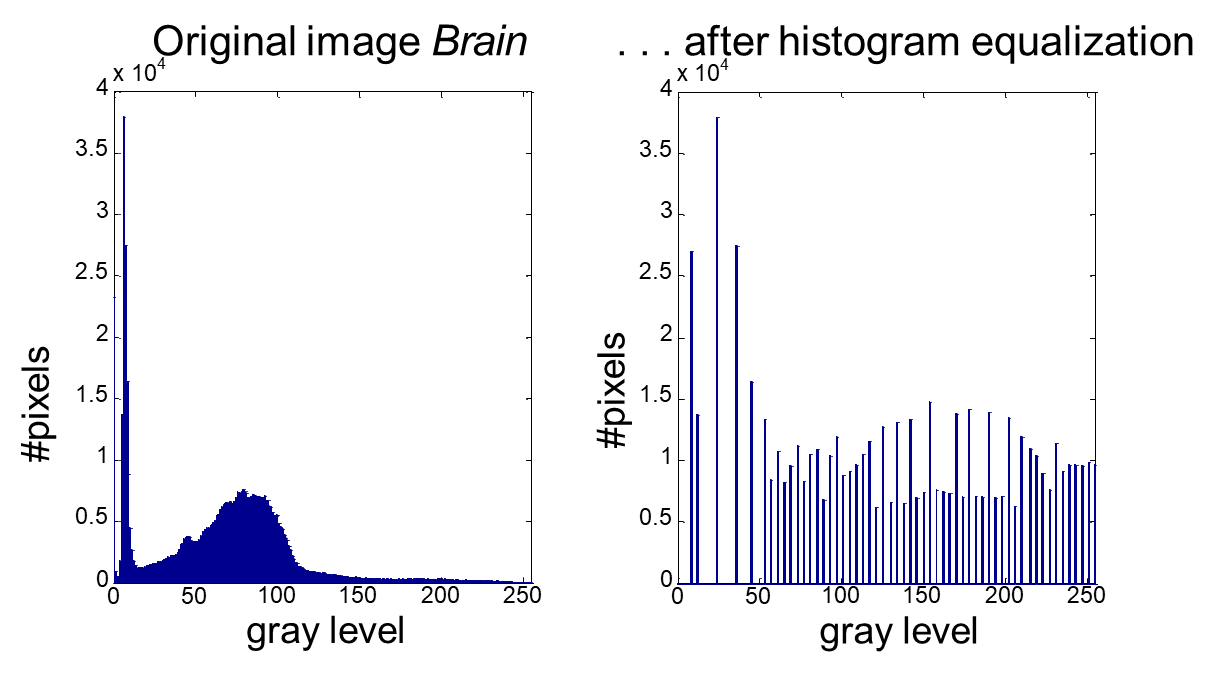 Original image Brain
x 10^4
4
3.5
3
2.5
2
1.5
1
0.5
0
0 50 100 150 200 250
gray level
#pixels
. . . after histogram equalization
x 10^4
4
3.5
3
2.5
2
1.5
1
0.5
0
0 50 100 150 200 250
gray level
#pixels